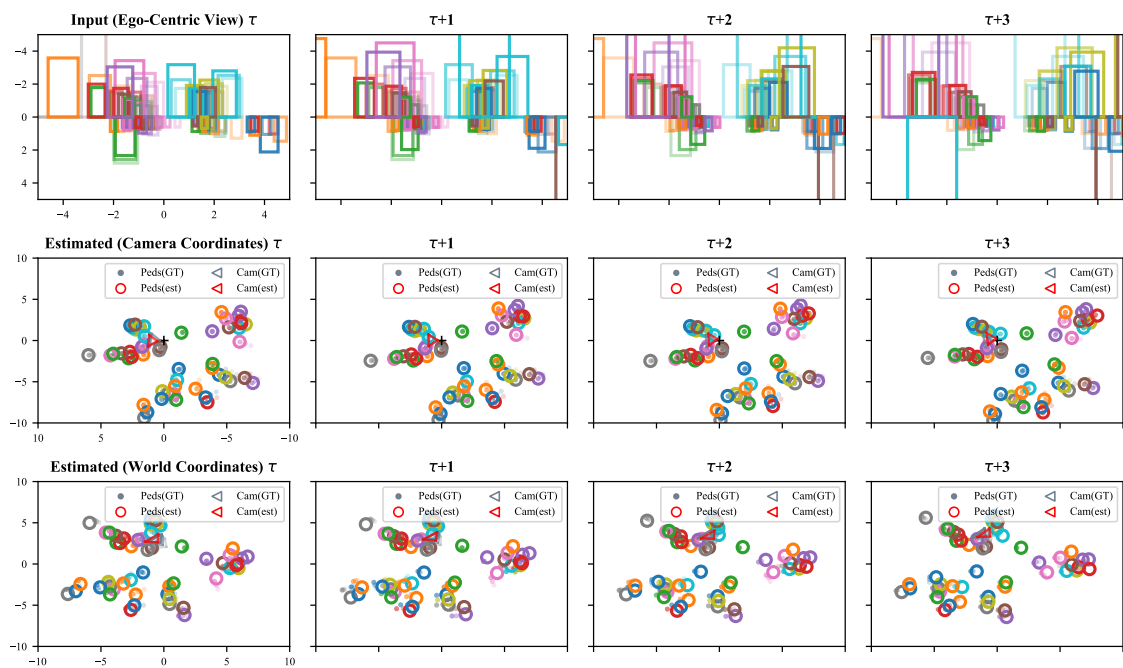 Input (Ego-Centric View) τ
τ+1
τ+2
τ+3
−4
−2
0
2
4
−4
−2
0
2
4
Estimated (Camera Coordinates) τ
τ+1
τ+2
τ+3
10
5
0
−5
−10
10
5
0
−5
−10
Peds(GT) Cam(GT)
Peds(est) Cam(est)
Peds(GT) Cam(GT)
Peds(est) Cam(est)
Peds(GT) Cam(GT)
Peds(est) Cam(est)
Peds(GT) Cam(GT)
Peds(est) Cam(est)
Estimated (World Coordinates) τ
τ+1
τ+2
τ+3
10
5
0
−5
−10
−10
−5
0
5
10
Peds(GT) Cam(GT)
Peds(est) Cam(est)
Peds(GT) Cam(GT)
Peds(est) Cam(est)
Peds(GT) Cam(GT)
Peds(est) Cam(est)
Peds(GT) Cam(GT)
Peds(est) Cam(est)